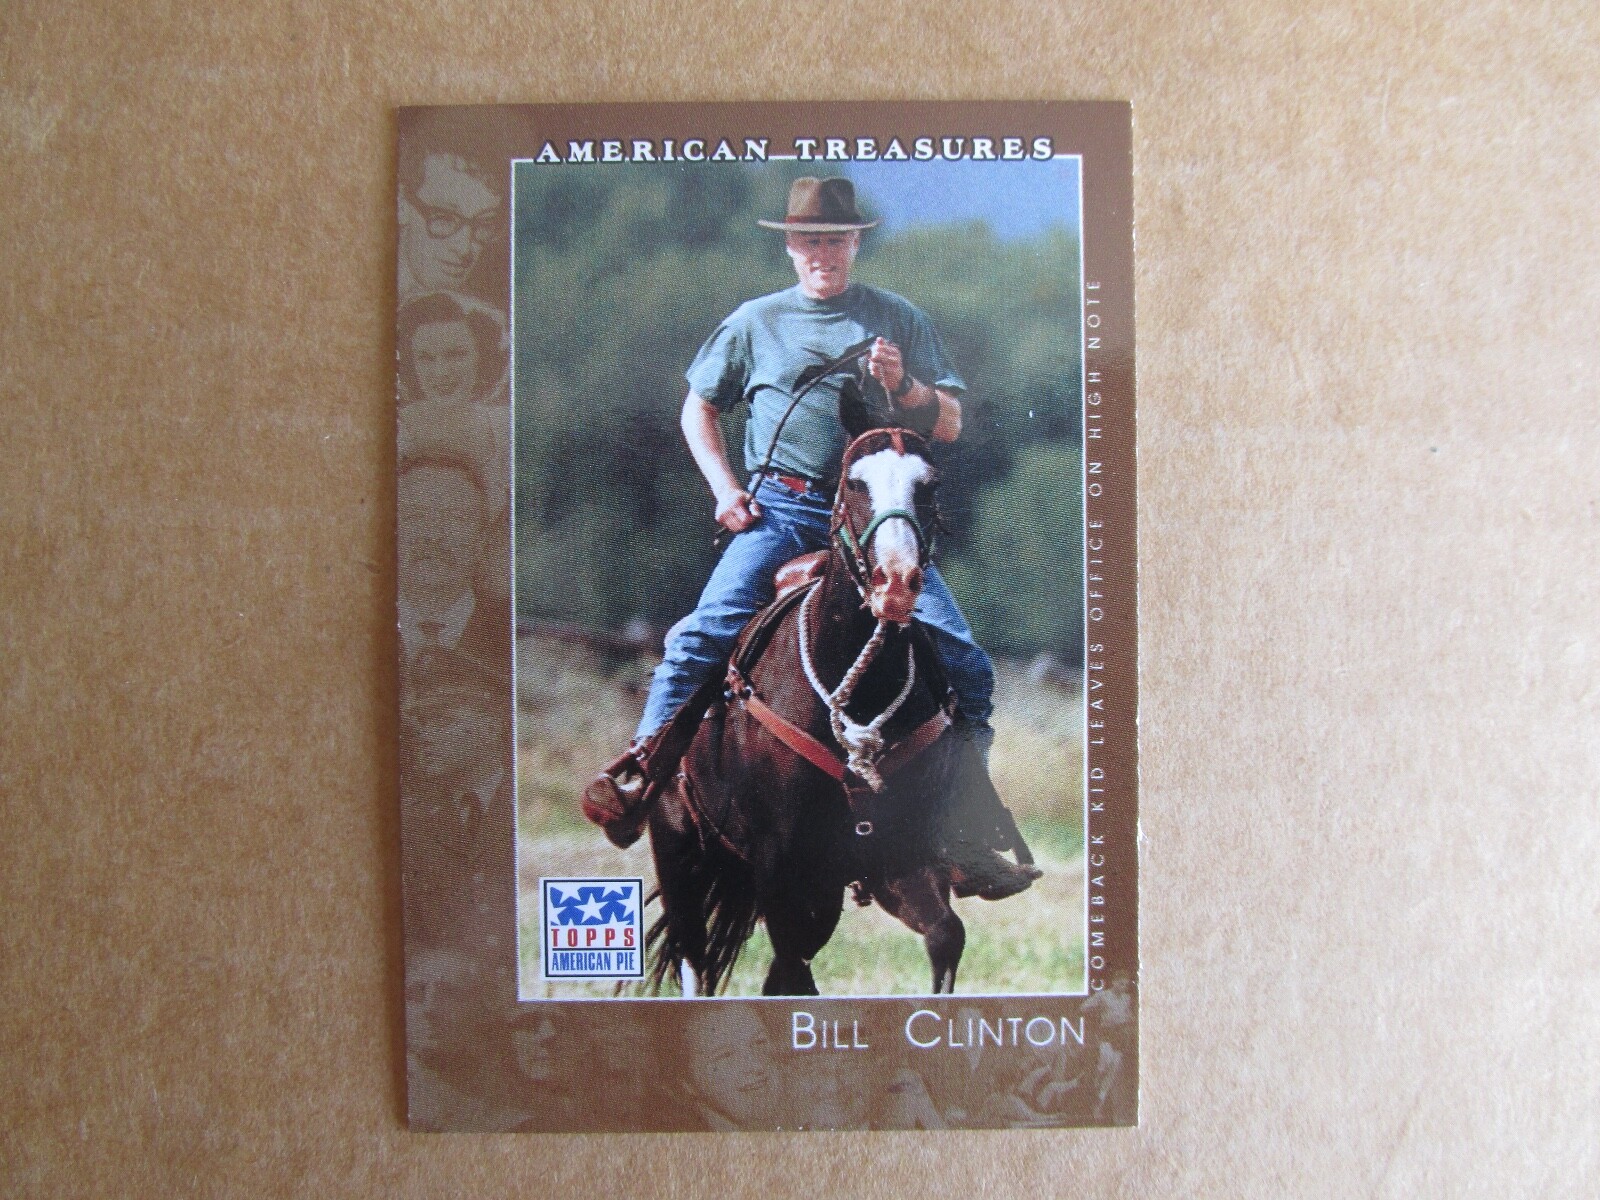 AMERICAN TREASURES
COMEBACK KID LEAVES OFFICE ON HIGH NOTE
TOPPS
AMERICAN PIE
BILL CLINTON